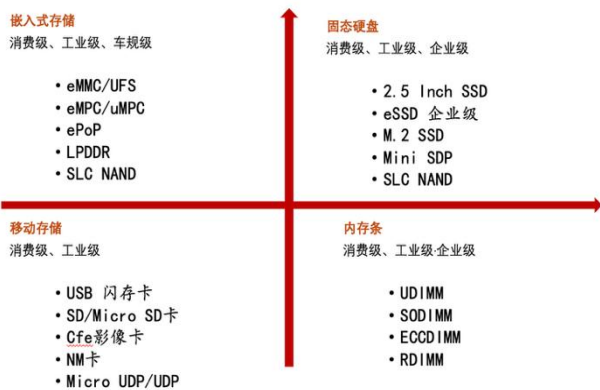 嵌入式存储
消费级、工业级、车规级
• eMMC/UFS
• eMPC/uMPC
• ePoP
• LPDDR
• SLC NAND
固态硬盘
消费级、工业级、企业级
• 2.5 Inch SSD
• eSSD 企业级
• M.2 SSD
• Mini SDP
• SLC NAND
移动存储
消费级、工业级
• USB 闪存卡
• SD/Micro SD卡
• Cfe影像卡
• NM卡
• Micro UDP/UDP
内存条
消费级、工业级·企业级
• UDIMM
• SODIMM
• ECCDIMM
• RDIMM